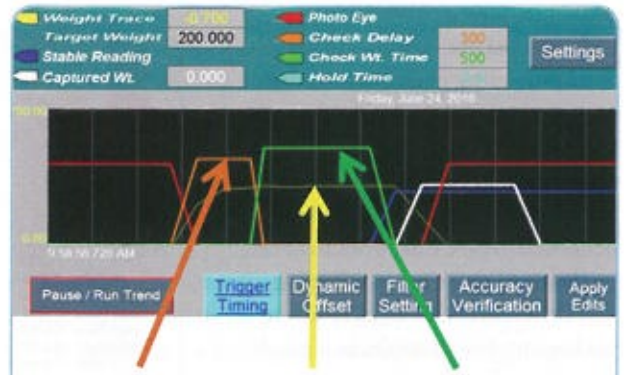 Weight Trace -0.700 Photo Eye
Target Weight 200.000 Check Delay 300
Stable Reading Check Wt. Time 500
Captured Wt. 0.000 Hold Time
Settings
Friday, June 24,
0.00
Pause / Run Trend
Trigger Timing
Dynamic Offset
Filter Setting
Accuracy Verification
Apply Edits